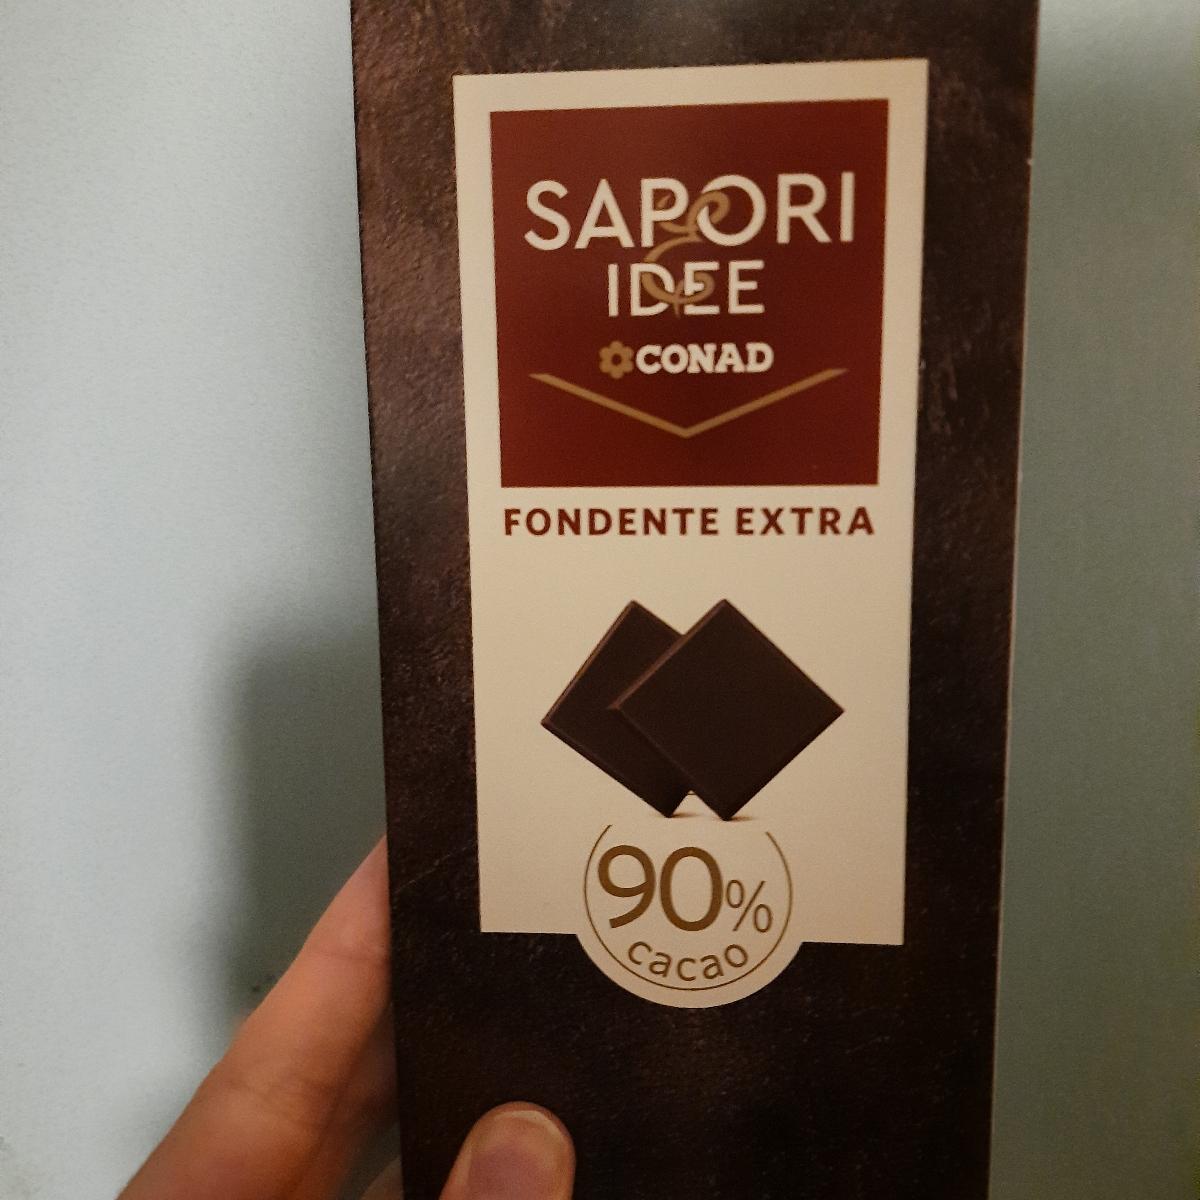 SAPORI
&
IDEE
CONAD
FONDENTE EXTRA
90%
cacao